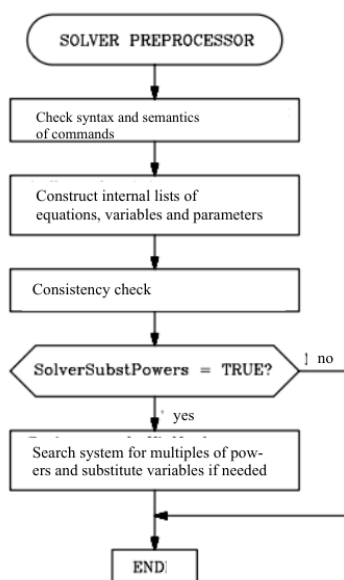 SOLVER PREPROCESSOR
Check syntax and semantics
of commands
Construct internal lists of
equations, variables and parameters
Consistency check
SolverSubstPowers = TRUE?
no
yes
Search system for multiples of pow-
ers and substitute variables if needed
END